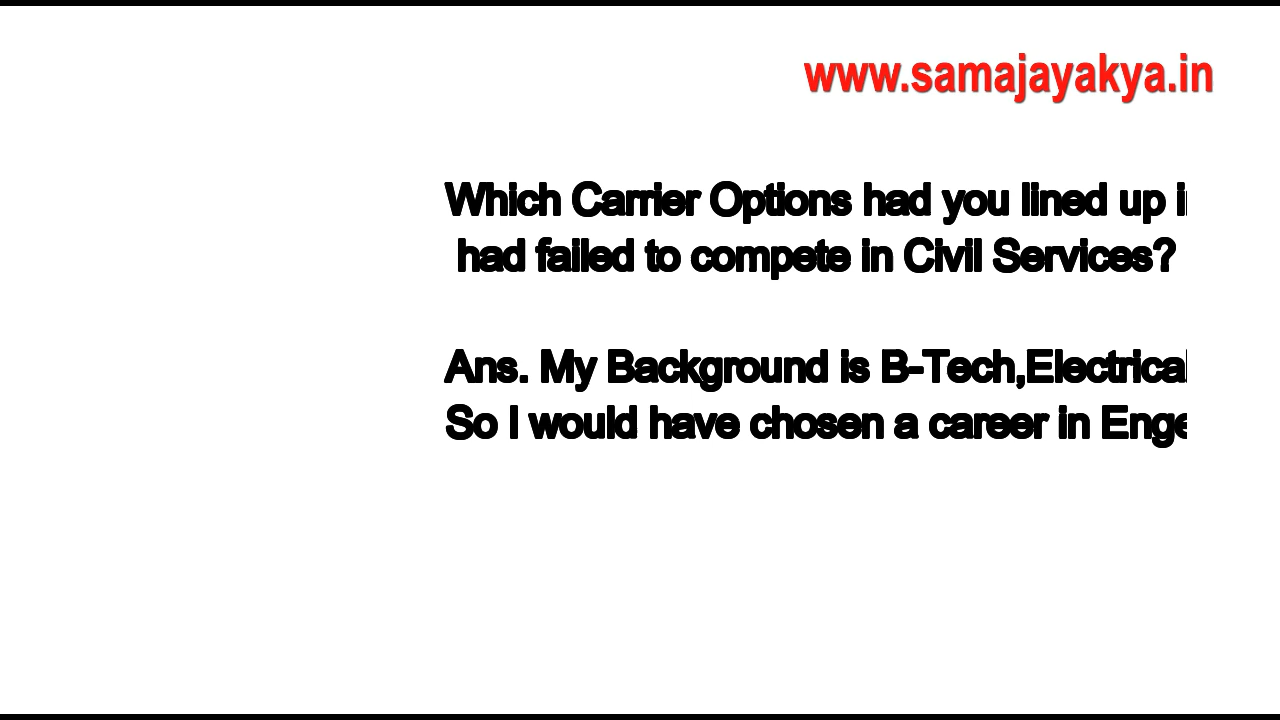 www.samajayakya.in
Which Carrier Options had you lined up
had failed to compete in Civil Services?
Ans. My Background is B-Tech,Electrical
So I would have chosen a career in